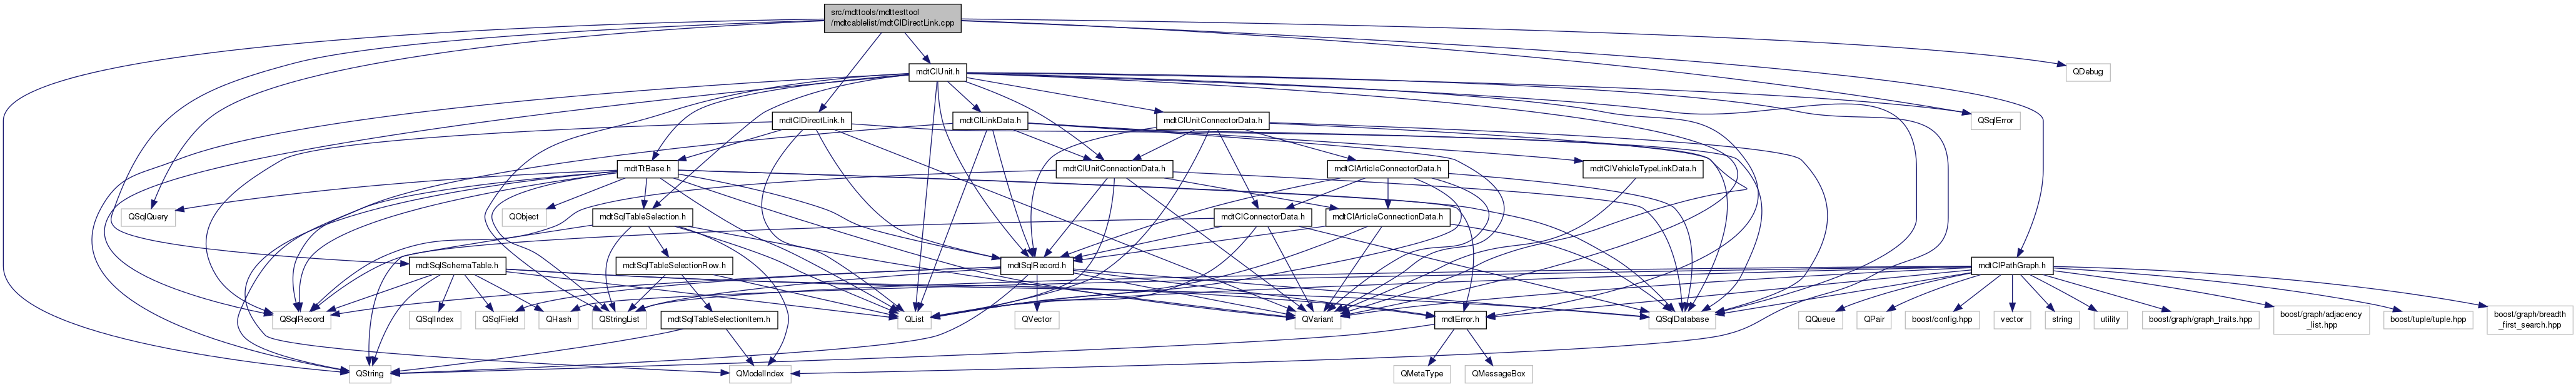 src/mdttools/mdttesttool
/mdtcablelist/mdtClDirectLink.cpp
mdtClUnit.h
QDebug
mdtClDirectLink.h
mdtClLinkData.h
mdtClUnitConnectorData.h
QSqlError
mdtTtBase.h
mdtClUnitConnectionData.h
mdtClArticleConnectorData.h
mdtClVehicleTypeLinkData.h
QSqlQuery
QObject
mdtSqlTableSelection.h
mdtClConnectorData.h
mdtClArticleConnectionData.h
mdtSqlSchemaTable.h
mdtSqlTableSelectionRow.h
mdtSqlRecord.h
mdtClPathGraph.h
QSqlRecord
QSqlIndex
QSqlField
QHash
QStringList
mdtSqlTableSelectionItem.h
QList
QVector
QVariant
mdtError.h
QSqlDatabase
QQueue
QPair
boost/config.hpp
vector
string
utility
boost/graph/graph_traits.hpp
boost/graph/adjacency
_list.hpp
boost/tuple/tuple.hpp
boost/graph/breadth
_first_search.hpp
QString
QModelIndex
QMetaType
QMessageBox